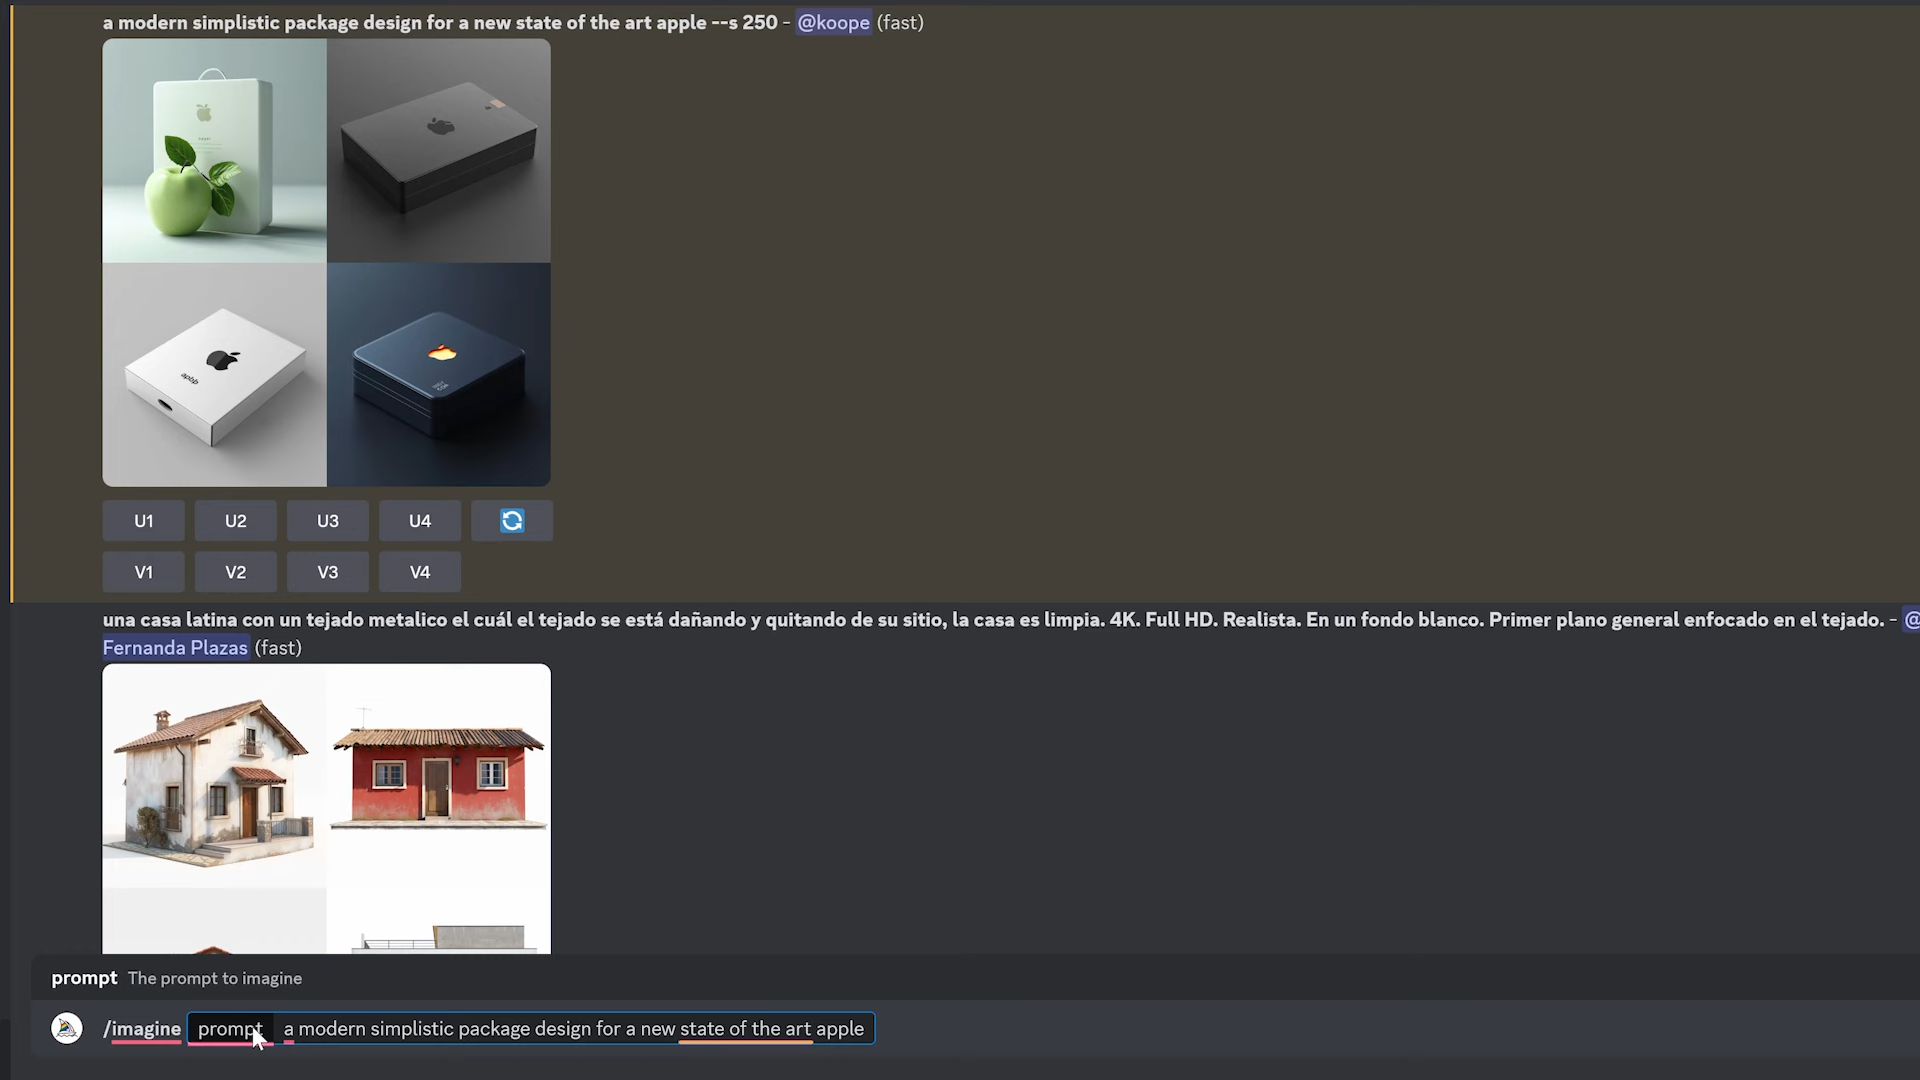 a modern simplistic package design for a new state of the art apple --s 250 - @koope (fast)
U1 U2 U3 U4
V1 V2 V3 V4
una casa latina con un tejado metalico el cuál el tejado se está dañando y quitando de su sitio, la casa es limpia. 4K. Full HD. Realista. En un fondo blanco. Primer plano general enfocado en el tejado. - @
Fernanda Plazas (fast)
prompt The prompt to imagine
/imagine prompt a modern simplistic package design for a new state of the art apple